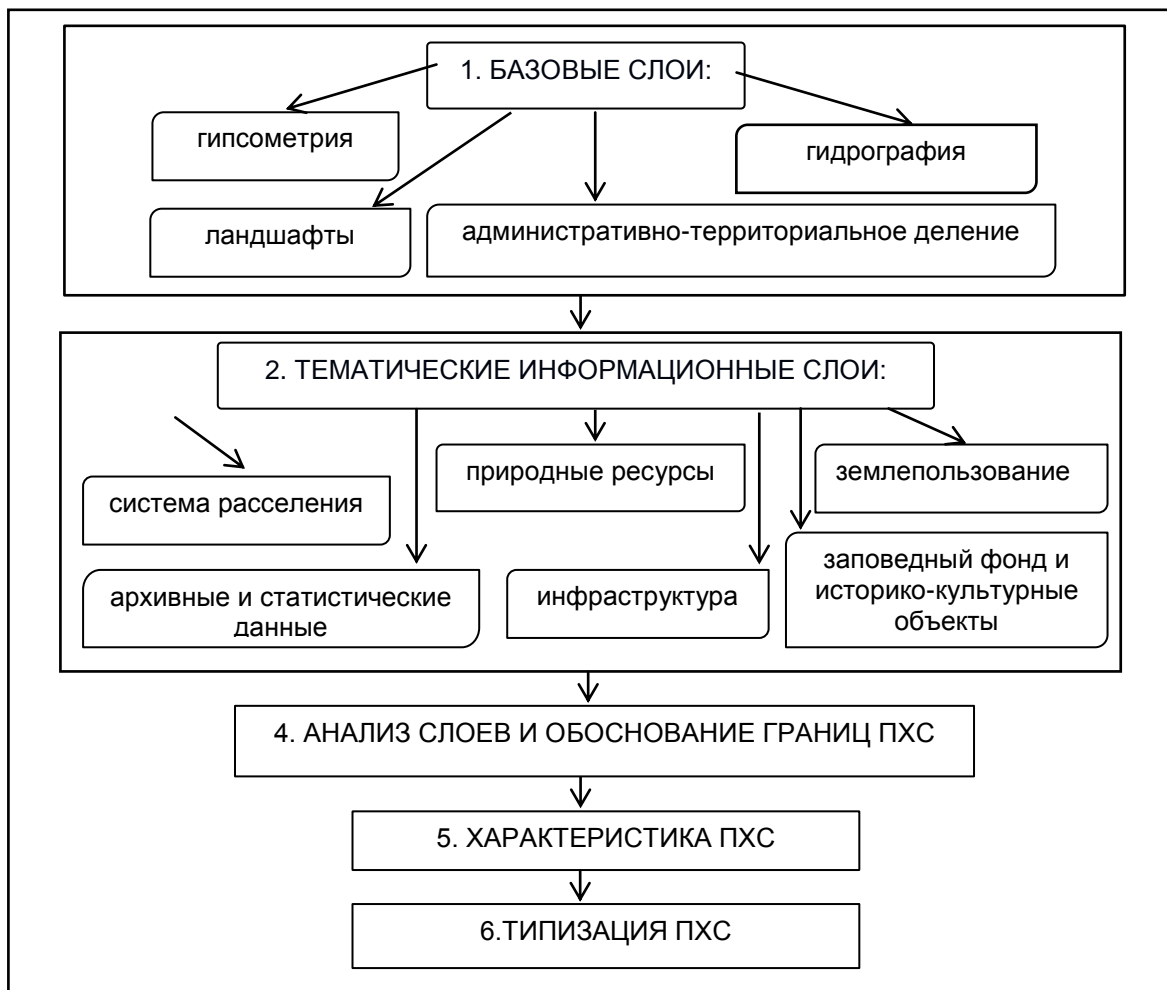 1. БАЗОВЫЕ СЛОИ:
гипсометрия
гидрография
ландшафты
административно-территориальное деление
2. ТЕМАТИЧЕСКИЕ ИНФОРМАЦИОННЫЕ СЛОИ:
система расселения
природные ресурсы
землепользование
архивные и статистические
данные
инфраструктура
заповедный фонд и
историко-культурные
объекты
4. АНАЛИЗ СЛОЕВ И ОБОСНОВАНИЕ ГРАНИЦ ПХС
5. ХАРАКТЕРИСТИКА ПХС
6.ТИПИЗАЦИЯ ПХС